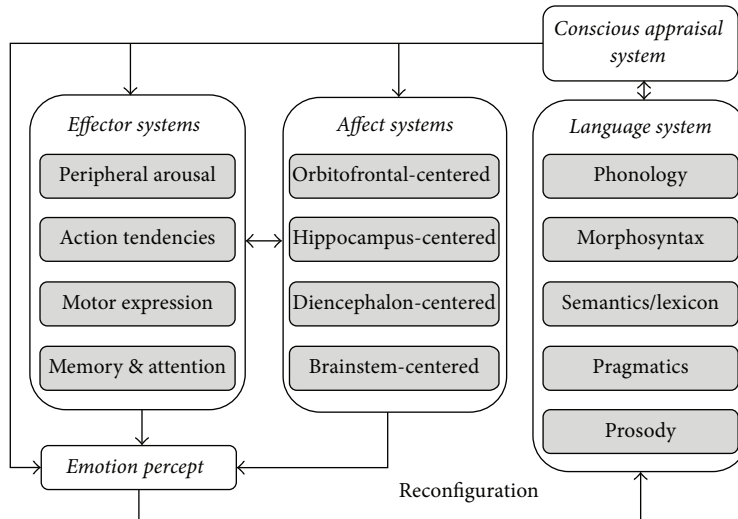 Conscious appraisal
system
Effector systems
Peripheral arousal
Action tendencies
Motor expression
Memory & attention
Affect systems
Orbitofrontal-centered
Hippocampus-centered
Diencephalon-centered
Brainstem-centered
Language system
Phonology
Morphosyntax
Semantics/lexicon
Pragmatics
Prosody
Emotion percept
Reconfiguration